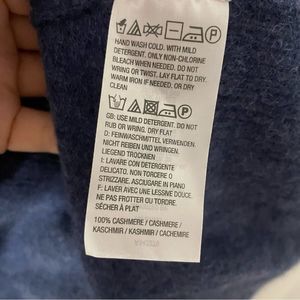 HAND WASH COLD. WITH MILD
DETERGENT. ONLY NON-CHLORINE
BLEACH WHEN NEEDED. DO NOT
WRING OR TWIST. LAY FLAT TO DRY.
WARM IRON IF NEEDED. OR DRY
CLEAN
GB: USE MILD DETERGENT. DO NOT
RUB OR WRING. DRY FLAT
D: FEINWASCHMITTEL VERWENDEN.
NICHT REIBEN UND WRINGEN.
LIEGEND TROCKNEN
I: LAVARE CON DETERGENTE
DELICATO. NON TORCERE O
STRIZZARE. ASCIUGARE IN PIANO
F: LAVER AVEC UNE LESSIVE DOUCE.
NE PAS FROTTER OU TORDRE.
SÉCHER À PLAT
100% CASHMERE / CASHMERE /
KASCHMIR / KASHMIR / CACHEMIRE